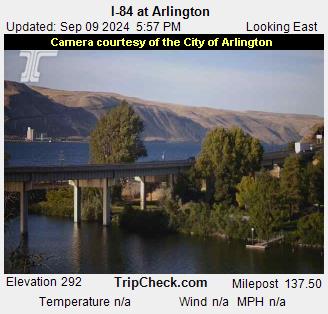 I-84 at Arlington
Updated: Sep 09 2024 5:57 PM Looking East
Camera courtesy of the City of Arlington
Elevation 292 TripCheck.com Milepost 137.50
Temperature n/a Wind n/a MPH n/a